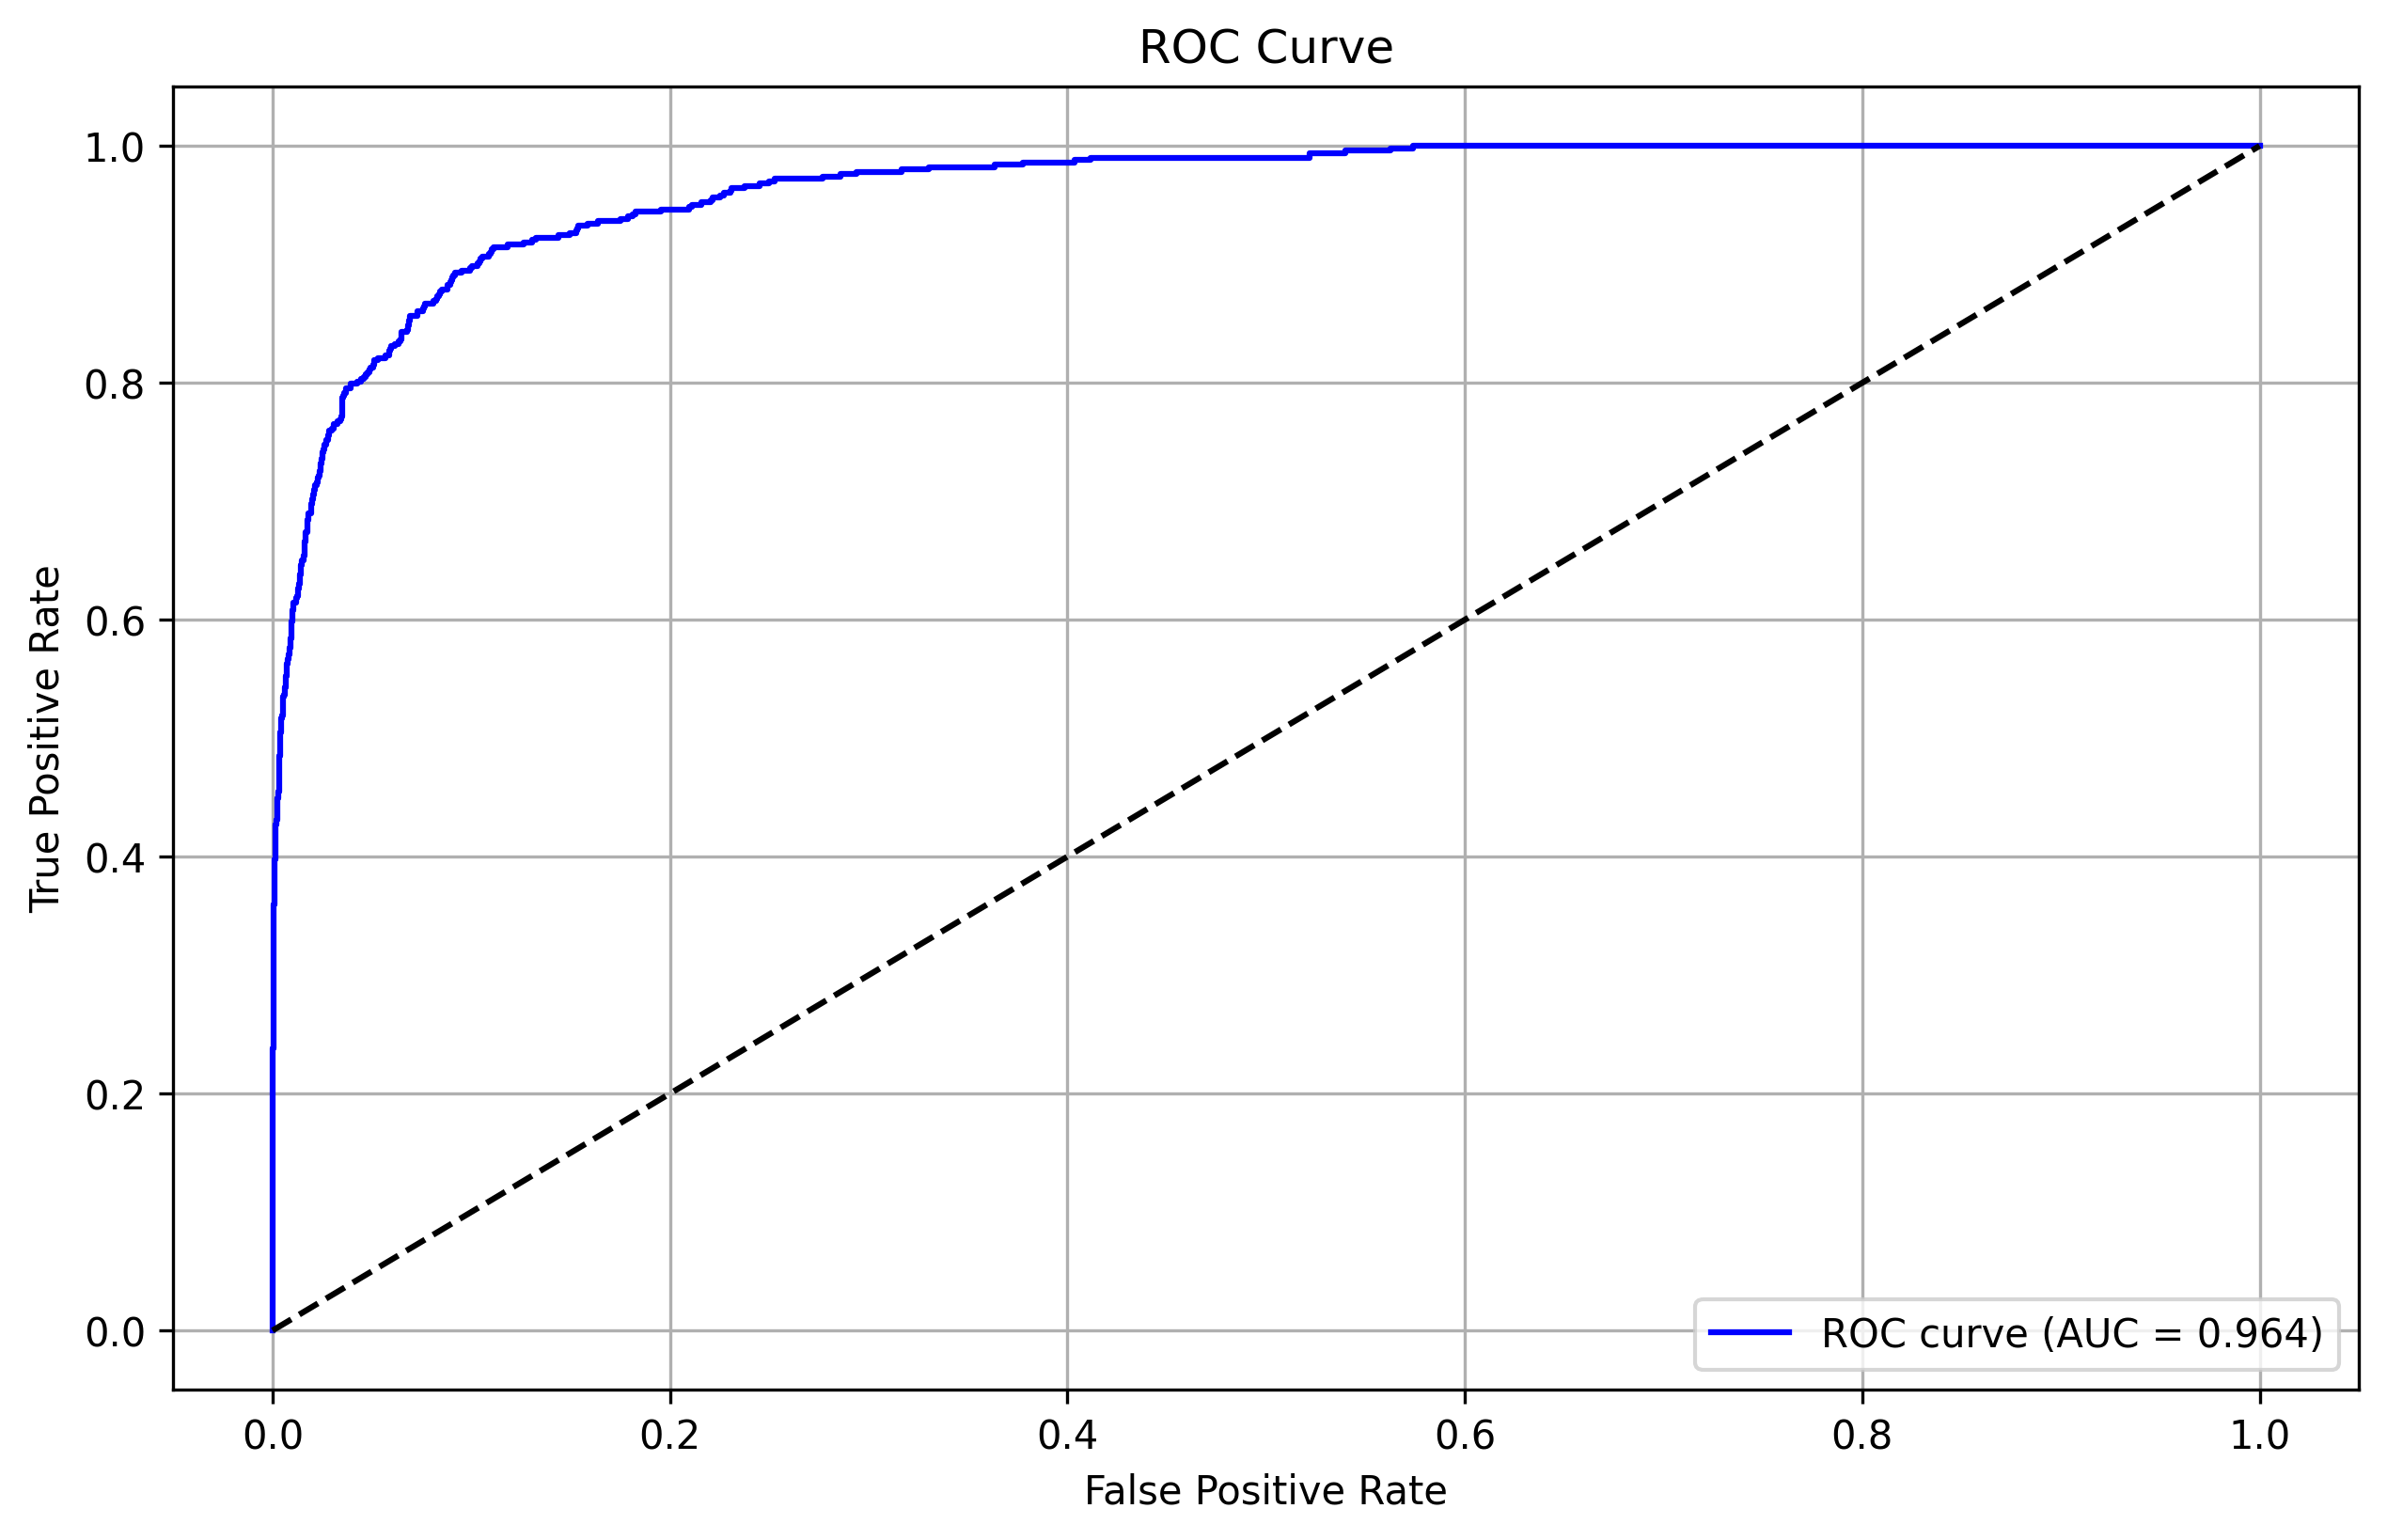 ROC Curve
True Positive Rate
1.0
0.8
0.6
0.4
0.2
0.0
ROC curve (AUC = 0.964)
0.0 0.2 0.4 0.6 0.8 1.0
False Positive Rate